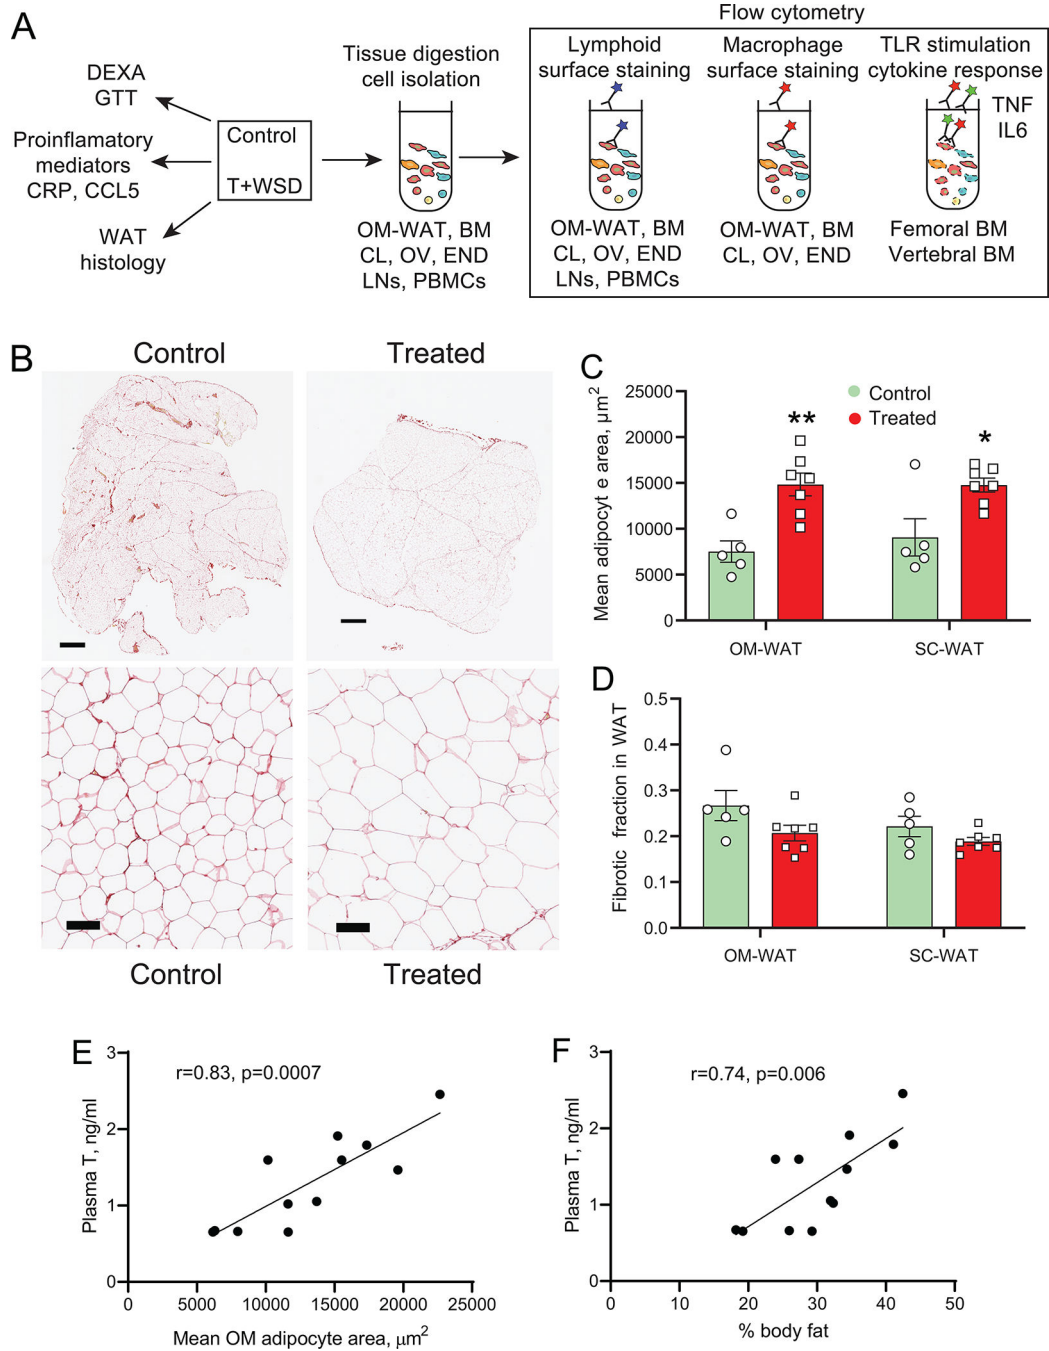 A
Flow cytometry
DEXA
GTT
Proinflamatory
mediators
CRP, CCL5
WAT
histology
Control
T+WSD
Tissue digestion
cell isolation
OM-WAT, BM
CL, OV, END
LNs, PBMCs
Lymphoid
surface staining
OM-WAT, BM
CL, OV, END
LNs, PBMCs
Macrophage
surface staining
OM-WAT, BM
CL, OV, END
TLR stimulation
cytokine response
TNF
IL6
Femoral BM
Vertebral BM
B
Control
Treated
Control
Treated
C
Mean adipocyt e area, μm2
25000
20000
15000
10000
5000
0
Control
Treated
**
*
OM-WAT
SC-WAT
D
Fibrotic fraction in WAT
0.5
0.4
0.3
0.2
0.1
0.0
OM-WAT
SC-WAT
E
r=0.83, p=0.0007
Plasma T, ng/ml
3
2
1
0
0 5000 10000 15000 20000 25000
Mean OM adipocyte area, μm2
F
r=0.74, p=0.006
Plasma T, ng/ml
3
2
1
0
0 10 20 30 40 50
% body fat